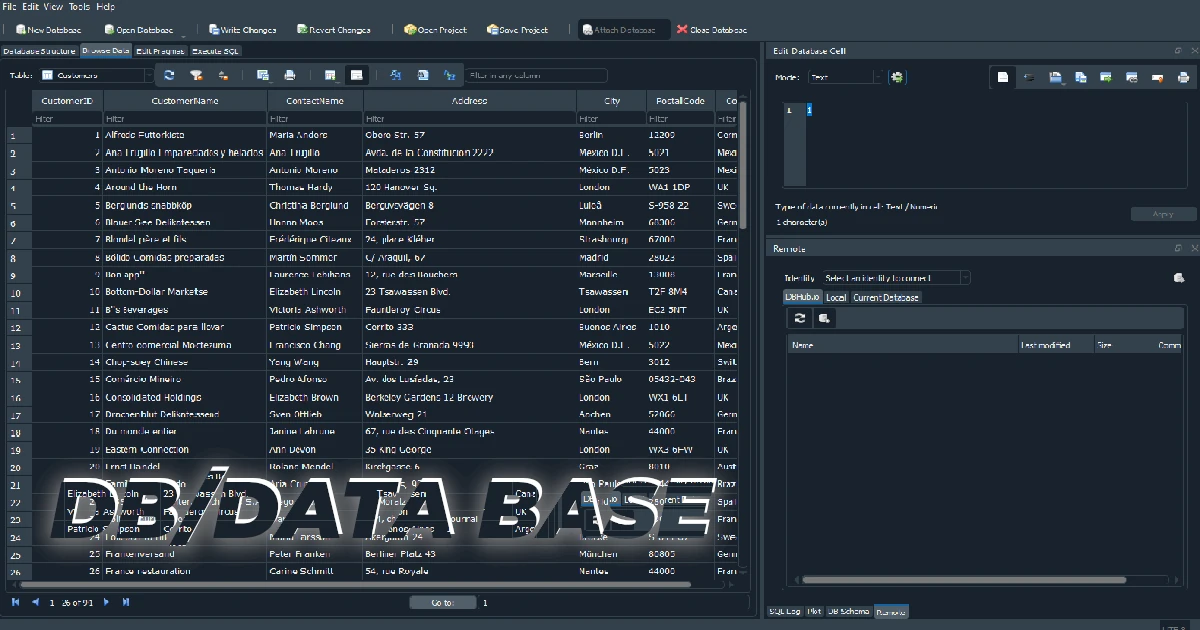 File Edit View Tools Help
New Database Open Database Write Changes Revert Changes Open Project Save Project Attach Database Close Database
Database Structure Browse Data Edit Pragmas Execute SQL
Table: Customers Filter in any column
CustomerID CustomerName ContactName Address City PostalCode Co
Filter Filter Filter Filter Filter Filter Filter
1 1 Alfreds Futterkiste Maria Anders Obere Str. 57 Berlin 12209 Germ
2 2 Ana Trujillo Emparedados y helados Ana Trujillo Avda. de la Constitución 2222 México D.F. 5021 Mexi
3 3 Antonio Moreno Taquería Antonio Moreno Mataderos 2312 México D.F. 5023 Mexi
4 4 Around the Horn Thomas Hardy 120 Hanover Sq. London WA1 1DP UK
5 5 Berglunds snabbköp Christina Berglund Berguvsvägen 8 Luleå S-958 22 Swe
6 6 Blauer See Delikatessen Hanna Moos Forsterstr. 57 Mannheim 68306 Germ
7 7 Blondel père et fils Frédérique Citeaux 24, place Kléber Strasbourg 67000 Fran
8 8 Bólido Comidas preparadas Martín Sommer C/ Araquil, 67 Madrid 28023 Spai
9 9 Bon app'' Laurence Lebihans 12, rue des Bouchers Marseille 13008 Fran
10 10 Bottom-Dollar Marketse Elizabeth Lincoln 23 Tsawassen Blvd. Tsawassen T2F 8M4 Cana
11 11 B''s Beverages Victoria Ashworth Fauntleroy Circus London EC2 5NT UK
12 12 Cactus Comidas para llevar Patricio Simpson Cerrito 333 Buenos Aires 1010 Arge
13 13 Centro comercial Moctezuma Francisco Chang Sierras de Granada 9993 México D.F. 5022 Mexi
14 14 Chop-suey Chinese Yang Wang Hauptstr. 29 Bern 3012 Swit
15 15 Comércio Mineiro Pedro Afonso Av. dos Lusíadas, 23 São Paulo 05432-043 Braz
16 16 Consolidated Holdings Elizabeth Brown Berkeley Gardens 12 Brewery London WX1 6LT UK
17 17 Drachenblut Delikatessend Sven Ottlieb Walserweg 21 Aachen 52066 Germ
18 18 Du monde entier Janine Labrune 67, rue des Cinquante Otages Nantes 44000 Fran
19 19 Eastern Connection Ann Devon 35 King George London WX3 6FW UK
20 20 Ernst Handel Roland Mendel Kirchgasse 6 Graz 8010 Aust
21
22
23
24
DB/DATA BASE
25 25 Frankenversand Peter Franken Berliner Platz 43 München 80805 Germ
26 26 France restauration Carine Schmitt 54, rue Royale Nantes 44000 Fran
1 - 26 of 91 Go to: 1
Edit Database Cell
Mode: Text
1 1
Type of data currently in cell: Text / Numeric
1 character(s)
Apply
Remote
Identity Select an identity to connect
DBHub.io Local Current Database
Name Last modified Size Comm
SQL Log Plot DB Schema Remote